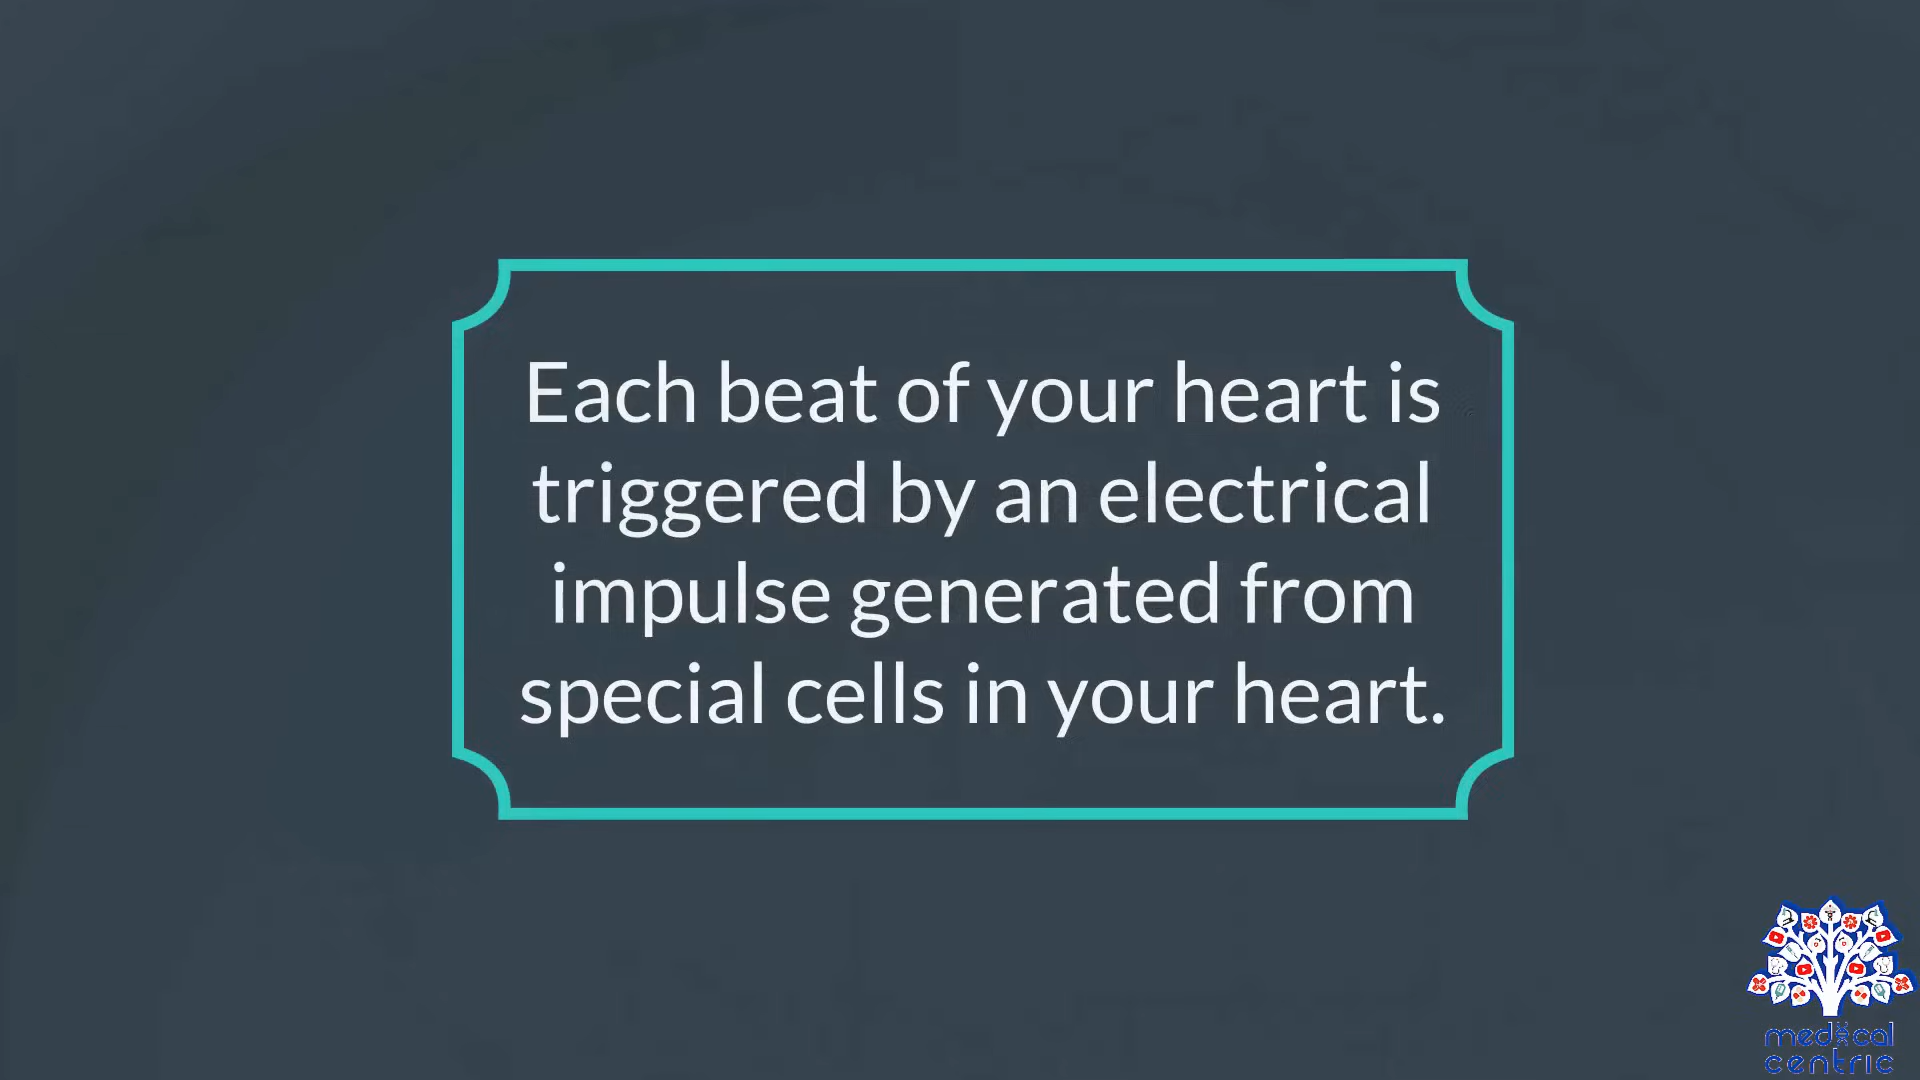 Each beat of your heart is
triggered by an electrical
impulse generated from
special cells in your heart.
medical
centric